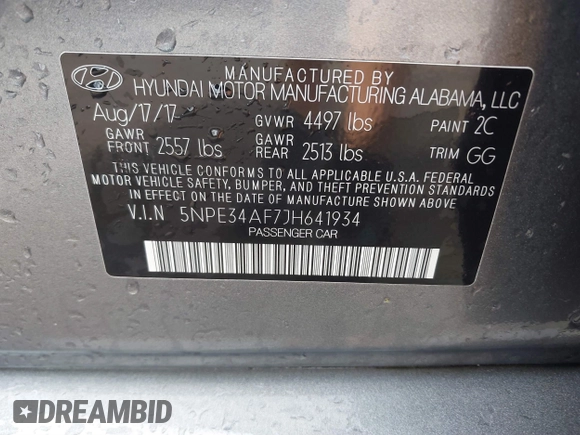 MANUFACTURED BY
HYUNDAI MOTOR MANUFACTURING ALABAMA, LLC
Aug/17/17 GVWR 4497 lbs PAINT 2C
GAWR FRONT 2557 lbs GAWR REAR 2513 lbs TRIM GG
THIS VEHICLE CONFORMS TO ALL APPLICABLE U.S.A. FEDERAL
MOTOR VEHICLE SAFETY, BUMPER, AND THEFT PREVENTION STANDARDS
IN EFFECT ON THE DATE OF MANUFACTURE SHOWN ABOVE.
V.I.N 5NPE34AF7JH641934
PASSENGER CAR
DREAMBID